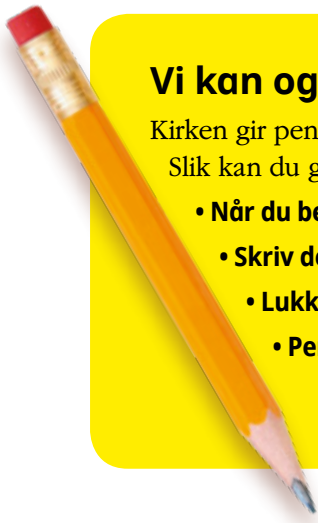 Vi kan og
Kirken gir pen
Slik kan du g
• Når du be
• Skriv de
• Lukk
• Pe